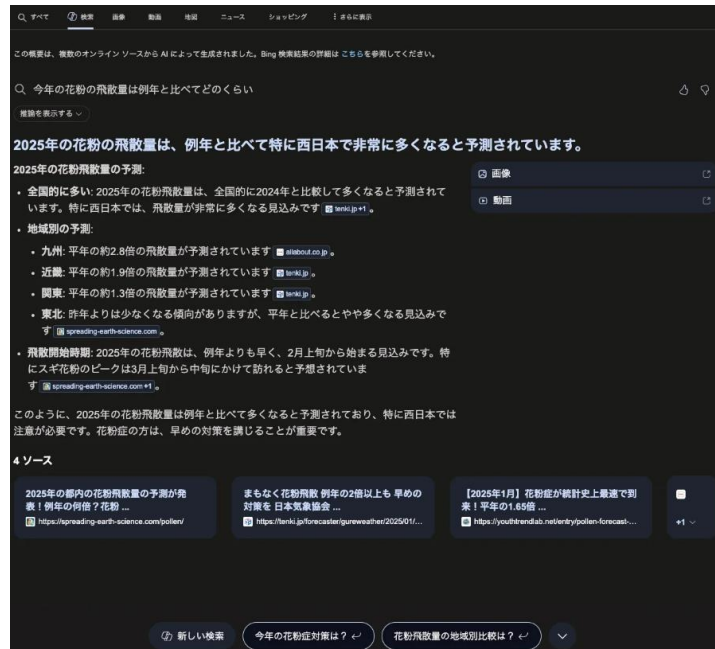 すべて 検索 画像 動画 地図 ニュース ショッピング さらに表示
この概要は、複数のオンライン ソースから AI によって生成されました。Bing 検索結果の詳細は こちらを参照してください。
今年の花粉の飛散量は例年と比べてどのくらい
推論を表示する
2025年の花粉の飛散量は、例年と比べて特に西日本で非常に多くなると予測されています。
2025年の花粉飛散量の予測:
• 全国的に多い: 2025年の花粉飛散量は、全国的に2024年と比較して多くなると予測されて
います。特に西日本では、飛散量が非常に多くなる見込みです tenki.jp +1 。
• 地域別の予測:
• 九州: 平年の約2.8倍の飛散量が予測されています allabout.co.jp 。
• 近畿: 平年の約1.9倍の飛散量が予測されています tenki.jp 。
• 関東: 平年の約1.3倍の飛散量が予測されています tenki.jp 。
• 東北: 昨年よりは少なくなる傾向がありますが、平年と比べるとやや多くなる見込みで
す spreading-earth-science.com 。
• 飛散開始時期: 2025年の花粉飛散は、例年よりも早く、2月上旬から始まる見込みです。特
にスギ花粉のピークは3月上旬から中旬にかけて訪れると予想されていま
す spreading-earth-science.com +1 。
このように、2025年の花粉飛散量は例年と比べて多くなると予測されており、特に西日本では
注意が必要です。花粉症の方は、早めの対策を講じることが重要です。
画像
動画
4 ソース
2025年の都内の花粉飛散量の予測が発
表！例年の何倍？花粉 ...
https://spreading-earth-science.com/pollen/
まもなく花粉飛散 例年の2倍以上も 早めの
対策を 日本気象協会 ...
https://tenki.jp/forecaster/gureweather/2025/01/...
【2025年1月】花粉症が統計史上最速で到
来！平年の1.65倍 ...
https://youthtrendlab.net/entry/pollen-forecast-...
+1
新しい検索
今年の花粉症対策は？
花粉飛散量の地域別比較は？